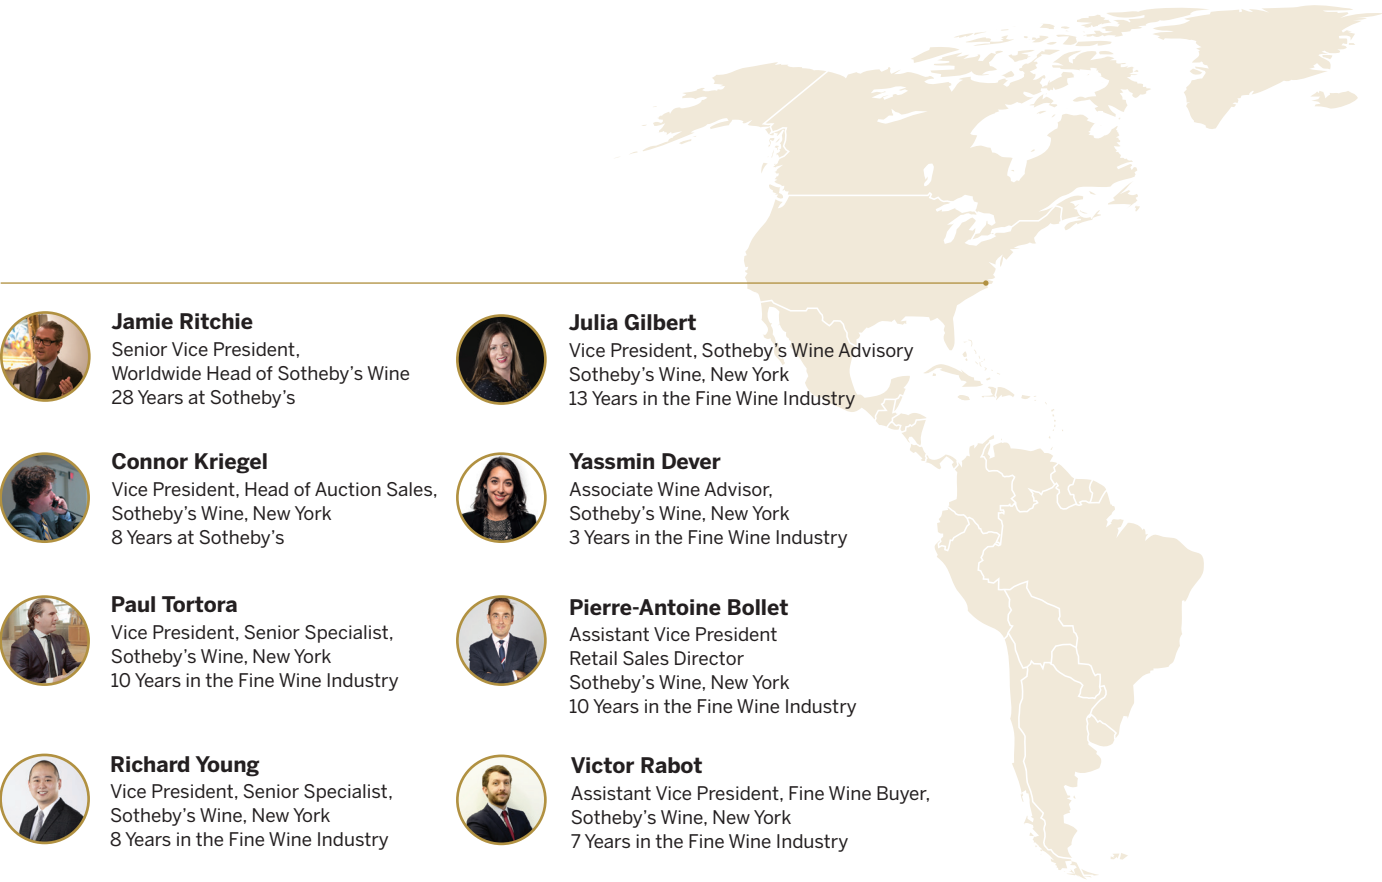 Jamie Ritchie
Senior Vice President,
Worldwide Head of Sotheby’s Wine
28 Years at Sotheby’s
Connor Kriegel
Vice President, Head of Auction Sales,
Sotheby’s Wine, New York
8 Years at Sotheby’s
Paul Tortora
Vice President, Senior Specialist,
Sotheby’s Wine, New York
10 Years in the Fine Wine Industry
Richard Young
Vice President, Senior Specialist,
Sotheby’s Wine, New York
8 Years in the Fine Wine Industry
Julia Gilbert
Vice President, Sotheby’s Wine Advisory
Sotheby’s Wine, New York
13 Years in the Fine Wine Industry
Yassmin Dever
Associate Wine Advisor,
Sotheby’s Wine, New York
3 Years in the Fine Wine Industry
Pierre-Antoine Bollet
Assistant Vice President
Retail Sales Director
Sotheby’s Wine, New York
10 Years in the Fine Wine Industry
Victor Rabot
Assistant Vice President, Fine Wine Buyer,
Sotheby’s Wine, New York
7 Years in the Fine Wine Industry